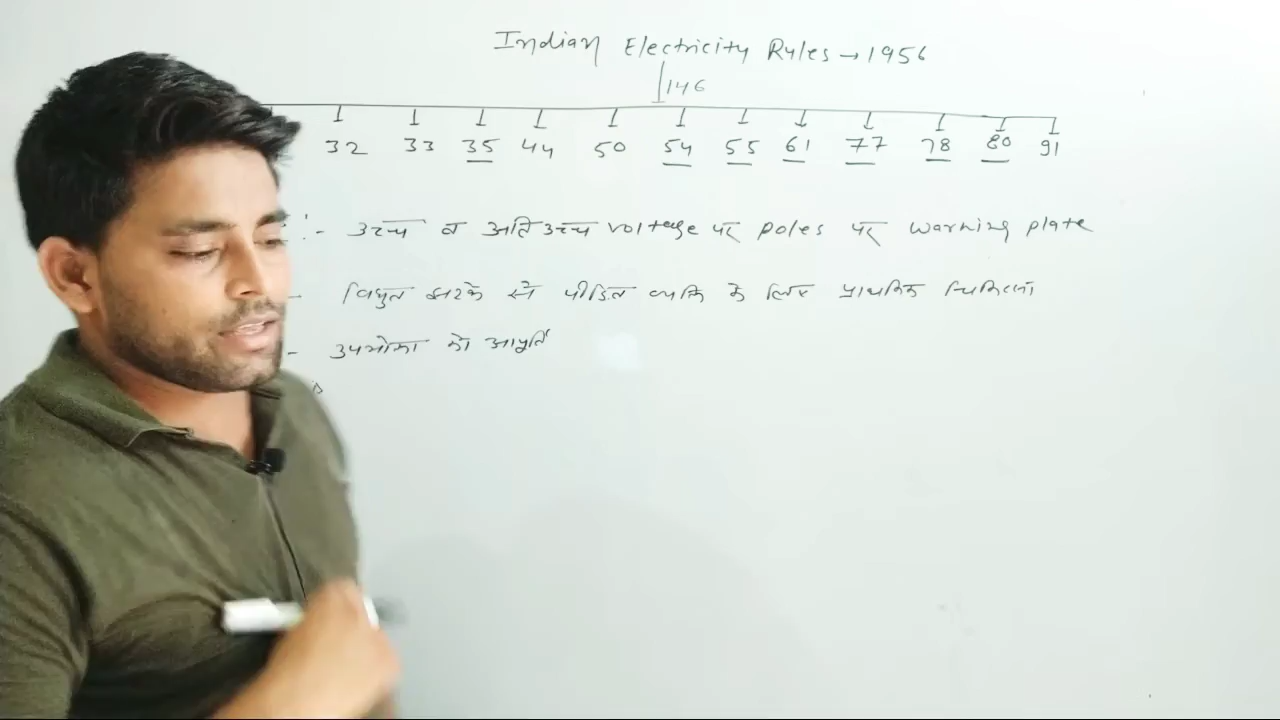 Indian Electricity Rules → 1956
146
32 33 35 44 50 54 55 61 77 78 80 91
:- उच्च व अति उच्च voltage पर poles पर warning plate
- विधुत झटके से पीडित व्यक्ति के लिए प्राथमिक चिकित्सा
- उपभोक्ता को आपूर्ति